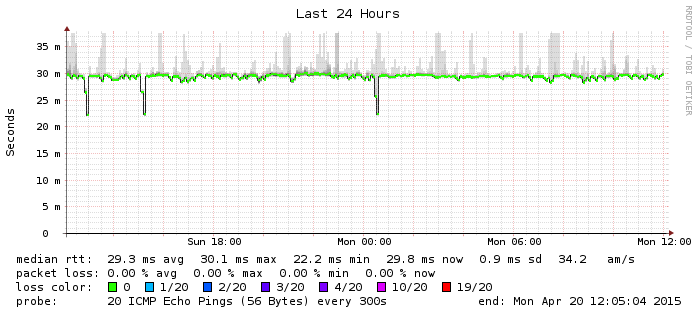 Last 24 Hours
RRDTOOL / TOBI OETIKER
Seconds
35 m
30 m
25 m
20 m
15 m
10 m
5 m
0
Sun 18:00 Mon 00:00 Mon 06:00 Mon 12:00
median rtt: 29.3 ms avg 30.1 ms max 22.2 ms min 29.8 ms now 0.9 ms sd 34.2 am/s
packet loss: 0.00 % avg 0.00 % max 0.00 % min 0.00 % now
loss color: 0 1/20 2/20 3/20 4/20 10/20 19/20
probe: 20 ICMP Echo Pings (56 Bytes) every 300s end: Mon Apr 20 12:05:04 2015